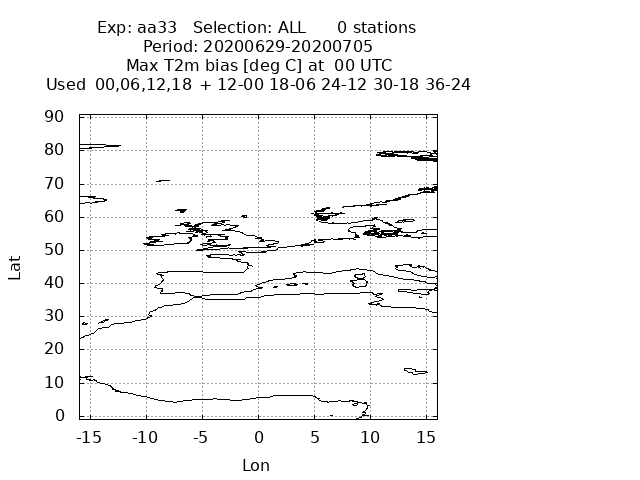 Exp: aa33 Selection: ALL 0 stations
Period: 20200629-20200705
Max T2m bias [deg C] at 00 UTC
Used 00,06,12,18 + 12-00 18-06 24-12 30-18 36-24
90
80
70
60
50
40
30
20
10
0
Lat
-15 -10 -5 0 5 10 15
Lon